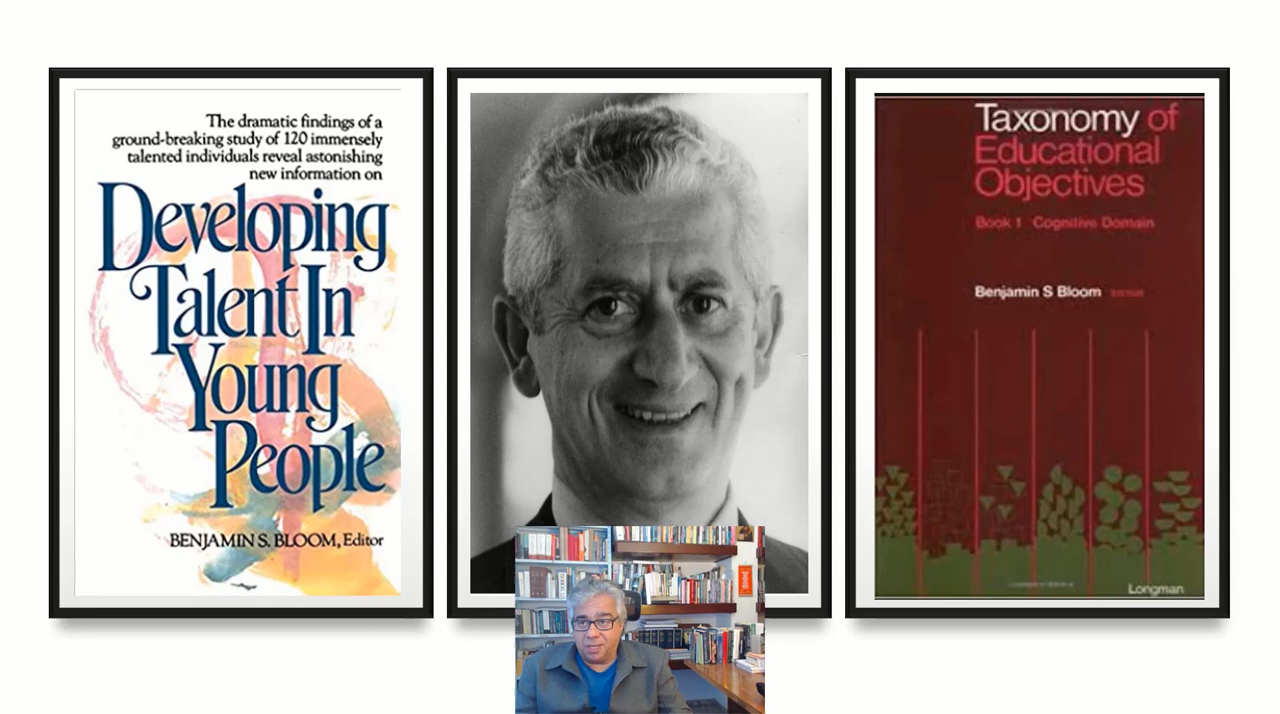 The dramatic findings of a
ground-breaking study of 120 immensely
talented individuals reveal astonishing
new information on
Developing
Talent In
Young
People
BENJAMIN S. BLOOM, Editor
Taxonomy of
Educational
Objectives
Book 1 Cognitive Domain
Benjamin S Bloom
Longman